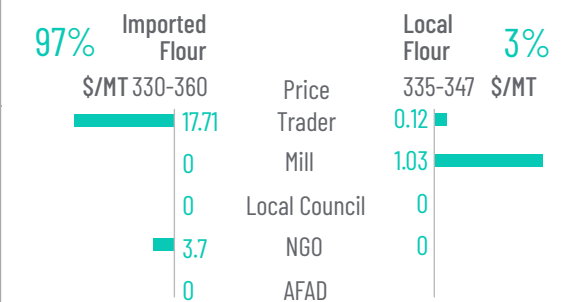 97% Imported Flour Local Flour 3%
$/MT 330-360 Price 335-347 $/MT
17.71 Trader 0.12
0 Mill 1.03
0 Local Council 0
3.7 NGO 0
0 AFAD